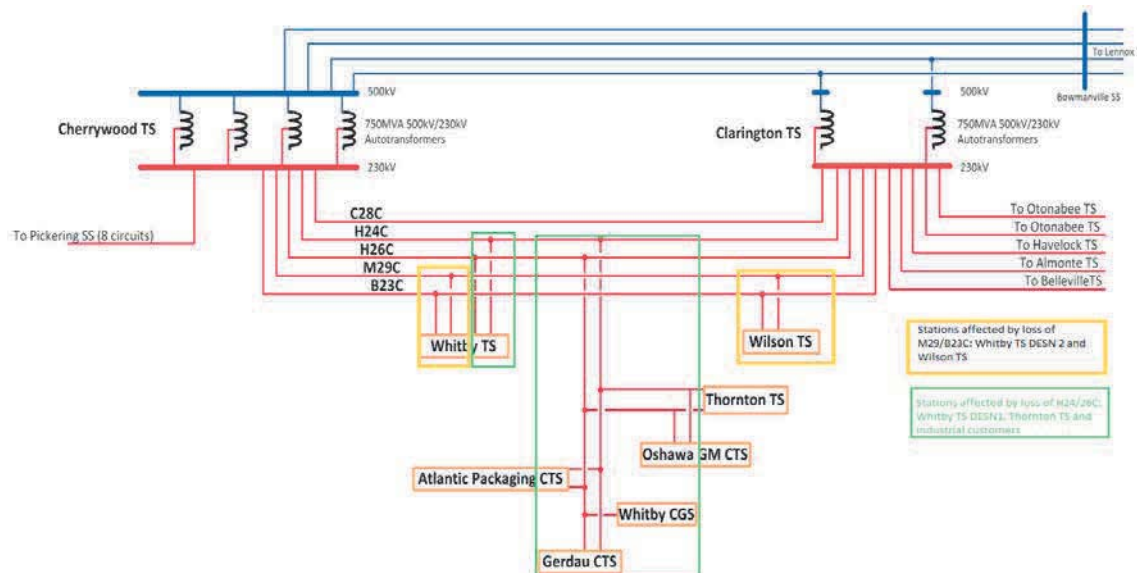 To Lennox
Bowmanville SS
500kV
500kV
Cherrywood TS
750MVA 500kV/230kV
Autotransformers
Clarington TS
750MVA 500kV/230kV
Autotransformers
230kV
230kV
To Pickering SS (8 circuits)
C28C
H24C
H26C
M29C
B23C
To Otonabee TS
To Otonabee TS
To Havelock TS
To Almonte TS
To BellevilleTS
Whitby TS
Wilson TS
Stations affected by loss of
M29/B23C: Whitby TS DESN 2 and
Wilson TS
Stations affected by loss of H24/26C:
Whitby TS DESN1, Thornton TS and
industrial customers
Thornton TS
Oshawa GM CTS
Atlantic Packaging CTS
Whitby CGS
Gerdau CTS